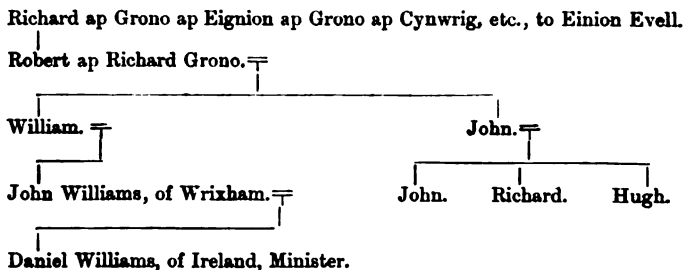 Richard ap Grono ap Eignion ap Grono ap Cynwrig, etc., to Einion Evell.
Robert ap Richard Grono.
William. John.
John Williams, of Wrixham. John. Richard. Hugh.
Daniel Williams, of Ireland, Minister.